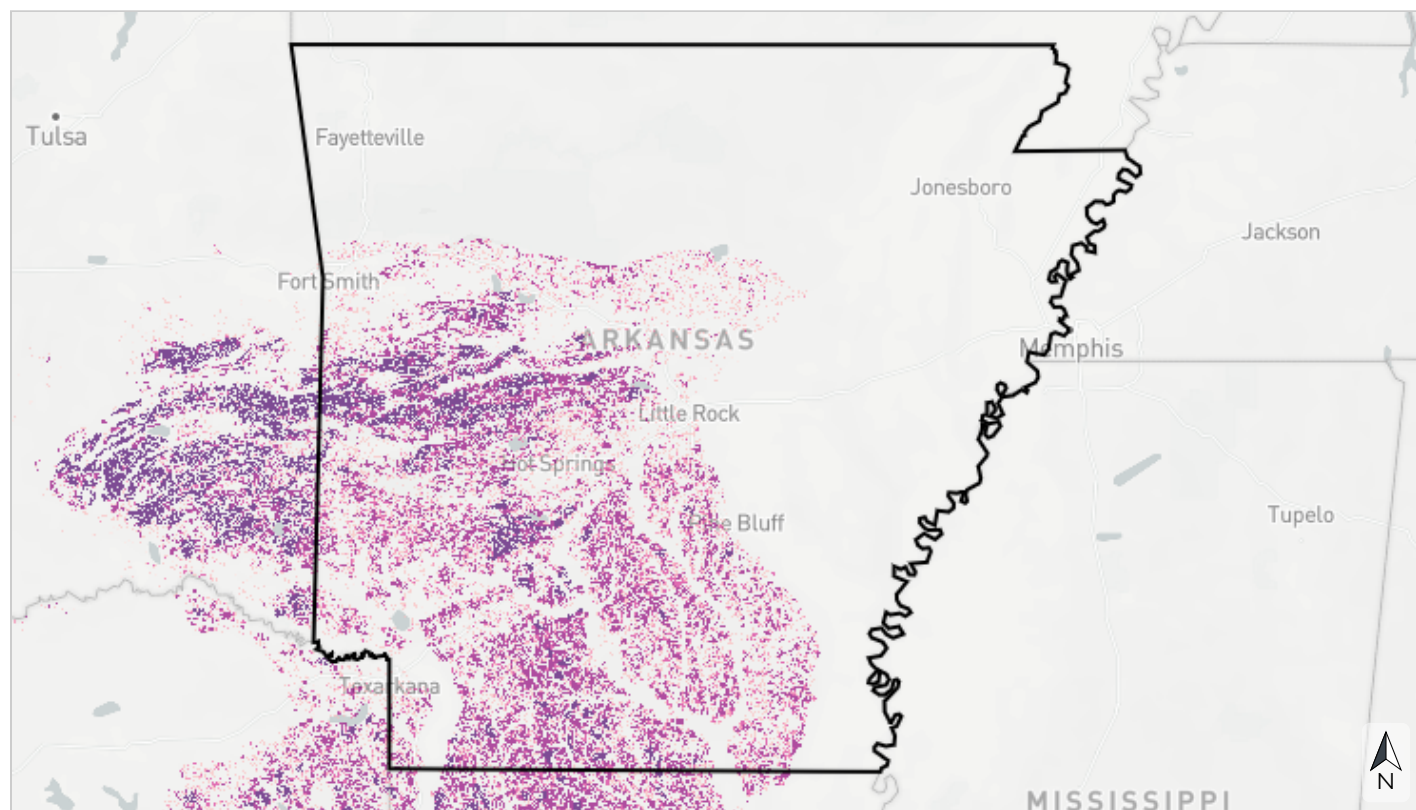 Tulsa
Fayetteville
Jonesboro
Jackson
Fort Smith
ARKANSAS
Memphis
Little Rock
Hot Springs
Pine Bluff
Tupelo
Texarkana
MISSISSIPPI
N